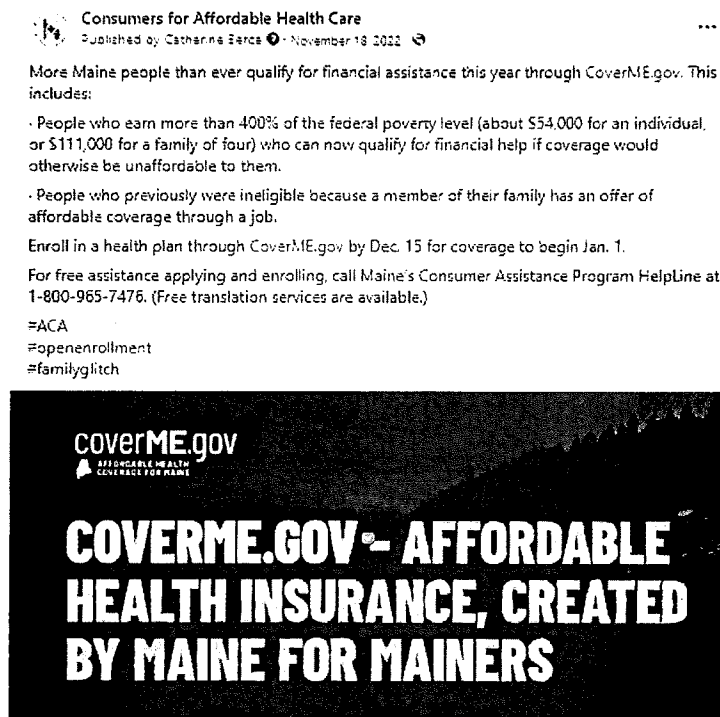 Consumers for Affordable Health Care
Published by Catherine · November 18 2022
More Maine people than ever qualify for financial assistance this year through CoverME.gov. This
includes:
· People who earn more than 400% of the federal poverty level (about $54,000 for an individual,
or $111,000 for a family of four) who can now qualify for financial help if coverage would
otherwise be unaffordable to them.
· People who previously were ineligible because a member of their family has an offer of
affordable coverage through a job.
Enroll in a health plan through CoverME.gov by Dec. 15 for coverage to begin Jan. 1.
For free assistance applying and enrolling, call Maine's Consumer Assistance Program HelpLine at
1-800-965-7476. (Free translation services are available.)
#ACA
#openenrollment
#familyglitch
coverME.gov
AFFORDABLE HEALTH
COVERAGE FOR MAINE
COVERME.GOV - AFFORDABLE
HEALTH INSURANCE, CREATED
BY MAINE FOR MAINERS